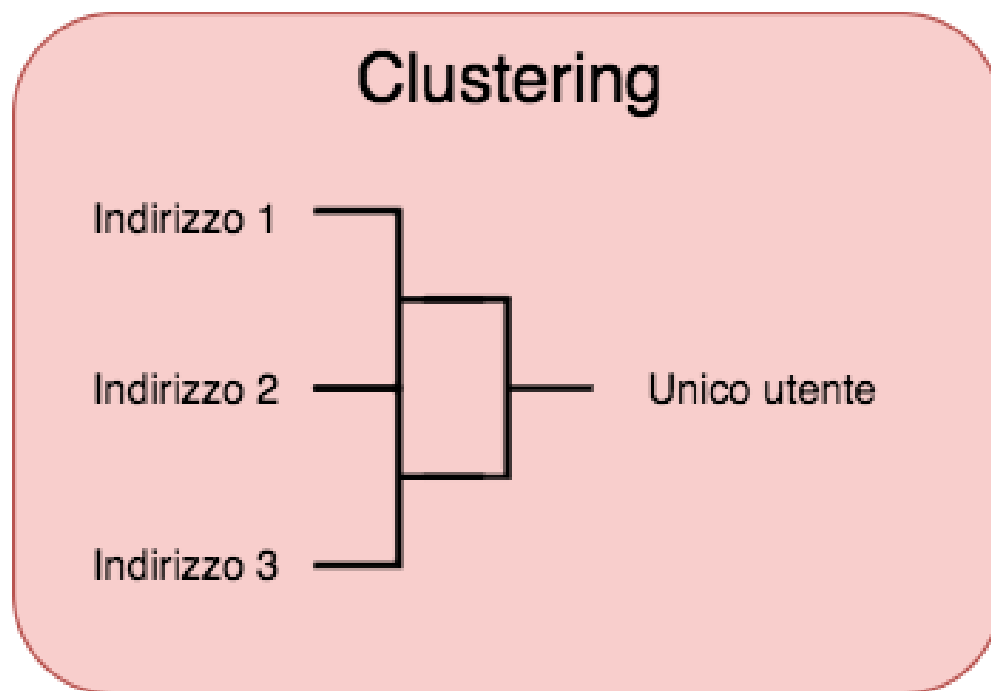 Clustering
Indirizzo 1
Indirizzo 2
Unico utente
Indirizzo 3